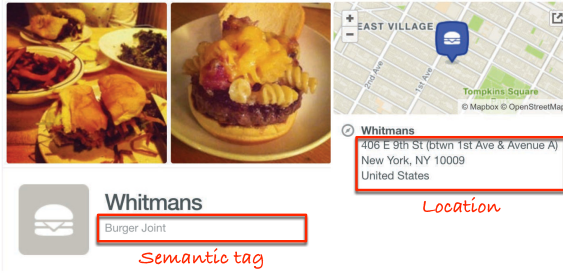 +
−
EAST VILLAGE
2nd Ave
1st Ave
Tompkins Square
© Mapbox © OpenStreetMap
Whitmans
406 E 9th St (btwn 1st Ave & Avenue A)
New York, NY 10009
United States
Location
Whitmans
Burger Joint
Semantic tag